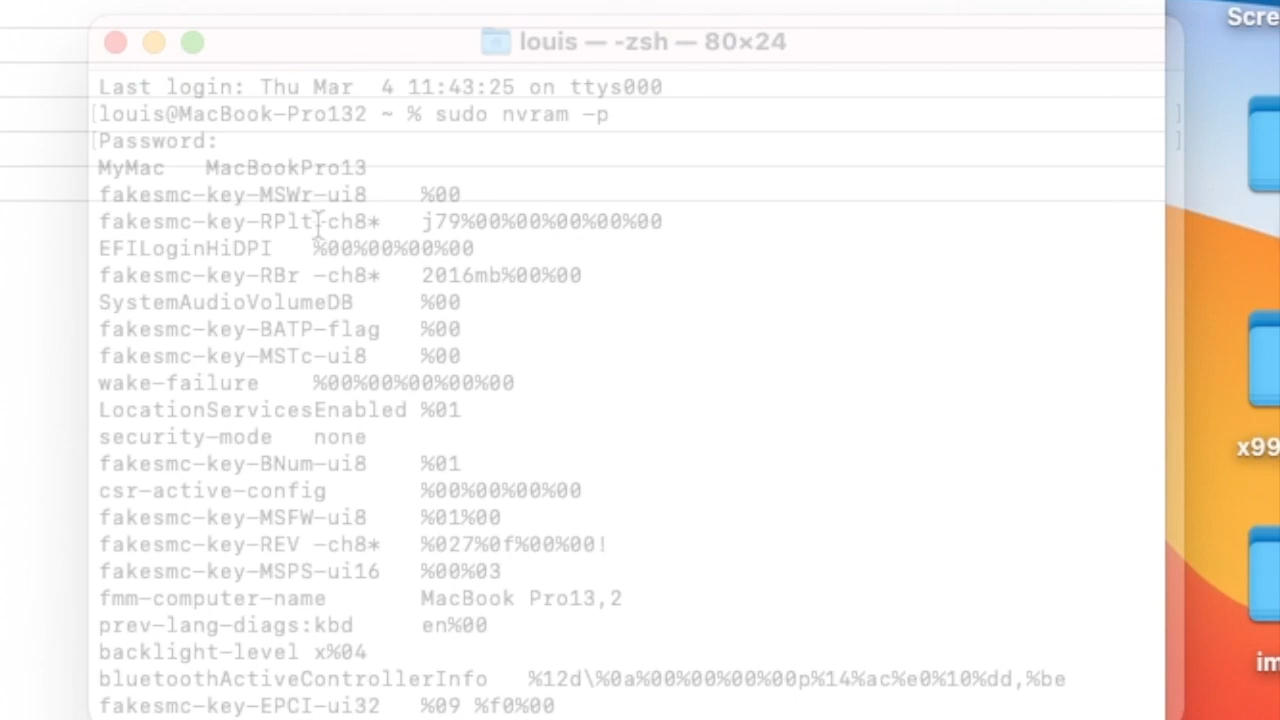 louis — -zsh — 80×24
Scre
Last login: Thu Mar  4 11:43:25 on ttys000
[louis@MacBook-Pro132 ~ % sudo nvram -p ]
[Password: ]
MyMac   MacBookPro13
fakesmc-key-MSWr-ui8    %00
fakesmc-key-RPlt-ch8*   j79%00%00%00%00%00
EFILoginHiDPI   %00%00%00%00
fakesmc-key-RBr -ch8*   2016mb%00%00
SystemAudioVolumeDB     %00
fakesmc-key-BATP-flag   %00
fakesmc-key-MSTc-ui8    %00
wake-failure    %00%00%00%00%00
LocationServicesEnabled %01
security-mode   none
x99
fakesmc-key-BNum-ui8    %01
csr-active-config       %00%00%00%00
fakesmc-key-MSFW-ui8    %01%00
fakesmc-key-REV -ch8*   %027%0f%00%00!
fakesmc-key-MSPS-ui16   %00%03
fmm-computer-name       MacBook Pro13,2
prev-lang-diags:kbd     en%00
backlight-level x%04
im
bluetoothActiveControllerInfo   %12d\%0a%00%00%00%00p%14%ac%e0%10%dd,%be
fakesmc-key-EPCI-ui32   %09 %f0%00